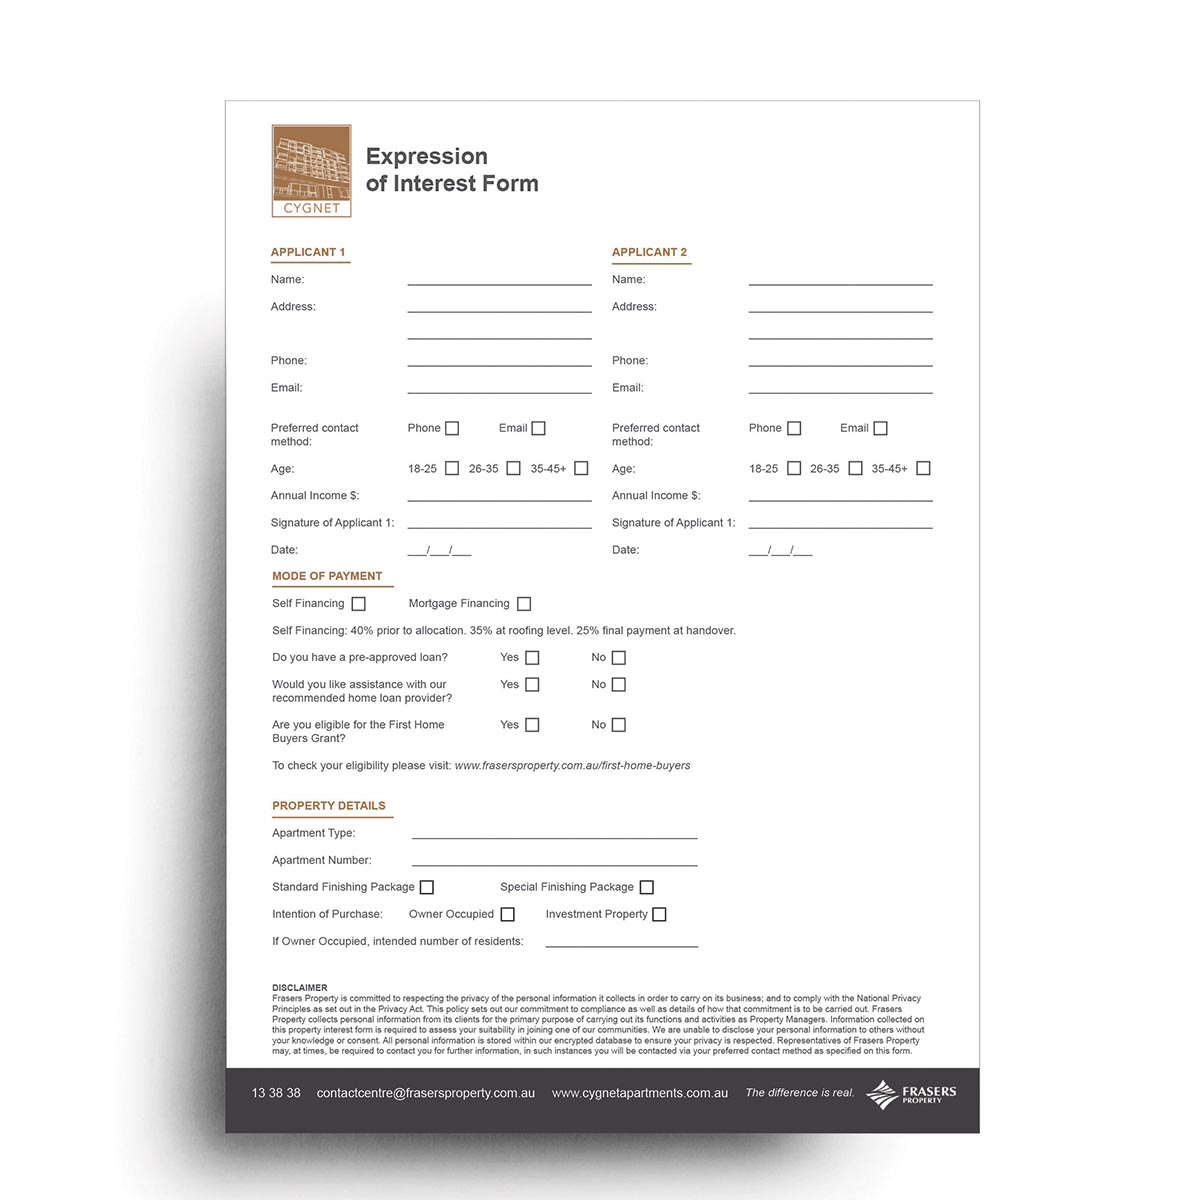 CYGNET
Expression
of Interest Form
APPLICANT 1
Name:
Address:
Phone:
Email:
Preferred contact
method:
Phone Email
Age: 18-25 26-35 35-45+
Annual Income $:
Signature of Applicant 1:
Date: __/__/__
APPLICANT 2
Name:
Address:
Phone:
Email:
Preferred contact
method:
Phone Email
Age: 18-25 26-35 35-45+
Annual Income $:
Signature of Applicant 1:
Date: __/__/__
MODE OF PAYMENT
Self Financing Mortgage Financing
Self Financing: 40% prior to allocation. 35% at roofing level. 25% final payment at handover.
Do you have a pre-approved loan? Yes No
Would you like assistance with our
recommended home loan provider? Yes No
Are you eligible for the First Home
Buyers Grant? Yes No
To check your eligibility please visit: www.frasersproperty.com.au/first-home-buyers
PROPERTY DETAILS
Apartment Type:
Apartment Number:
Standard Finishing Package Special Finishing Package
Intention of Purchase: Owner Occupied Investment Property
If Owner Occupied, intended number of residents:
DISCLAIMER
Frasers Property is committed to respecting the privacy of the personal information it collects in order to carry on its business; and to comply with the National Privacy
Principles as set out in the Privacy Act. This policy sets out our commitment to compliance as well as details of how that commitment is to be carried out. Frasers
Property collects personal information from its clients for the primary purpose of carrying out its functions and activities as Property Managers. Information collected on
this property interest form is required to assess your suitability in joining one of our communities. We are unable to disclose your personal information to others without
your knowledge or consent. All personal information is stored within our encrypted database to ensure your privacy is respected. Representatives of Frasers Property
may, at times, be required to contact you for further information, in such instances you will be contacted via your preferred contact method as specified on this form.
13 38 38 contactcentre@frasersproperty.com.au www.cygnetapartments.com.au The difference is real. FRASERS
PROPERTY